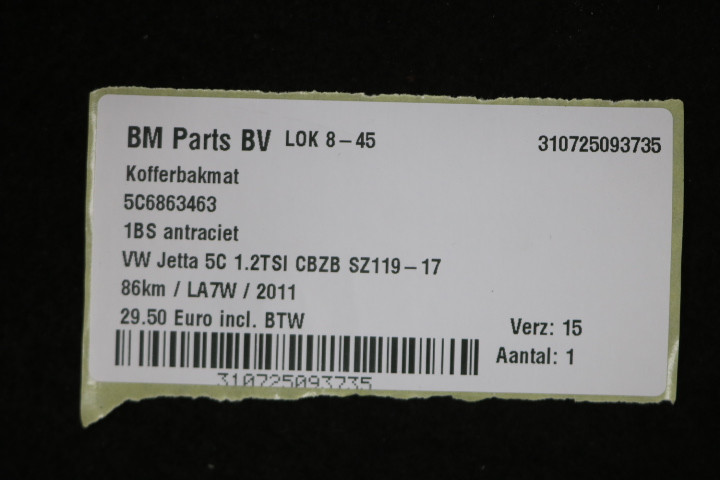 BM Parts BV LOK 8-45 310725093735
Kofferbakmat
5C6863463
1BS antraciet
VW Jetta 5C 1.2TSI CBZB SZ119-17
86km / LA7W / 2011
29.50 Euro incl. BTW
Verz: 15
Aantal: 1
310725093735